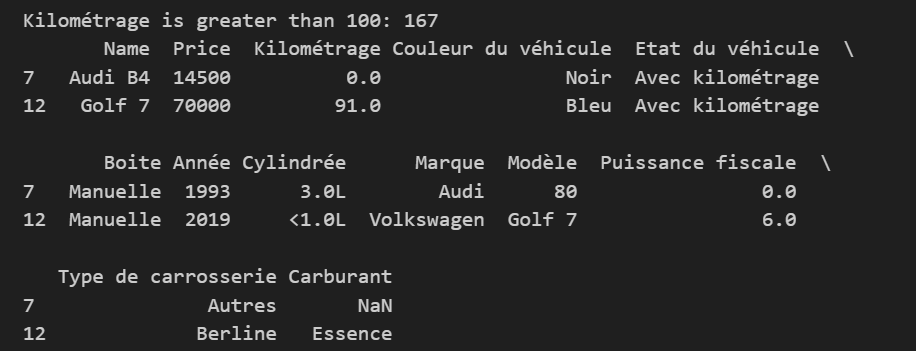 Kilométrage is greater than 100: 167
Name Price Kilométrage Couleur du véhicule Etat du véhicule \
7 Audi B4 14500 0.0 Noir Avec kilométrage
12 Golf 7 70000 91.0 Bleu Avec kilométrage
Boite Année Cylindrée Marque Modèle Puissance fiscale \
7 Manuelle 1993 3.0L Audi 80 0.0
12 Manuelle 2019 <1.0L Volkswagen Golf 7 6.0
Type de carrosserie Carburant
7 Autres NaN
12 Berline Essence